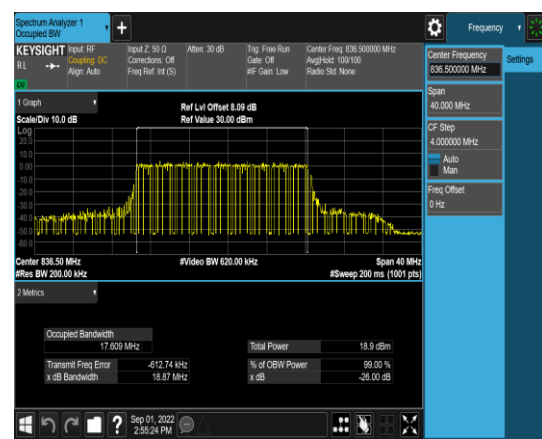 Spectrum Analyzer 1
Occupied BW
+
Frequency
KEYSIGHT
RL
Input: RF
Coupling: DC
Align: Auto
Input Z: 50 Ω
Corrections: Off
Freq Ref: Int (S)
Atten: 30 dB
Trig: Free Run
Gate: Off
#IF Gain: Low
Center Freq: 836.500000 MHz
Avg|Hold: 100/100
Radio Std: None
Center Frequency
836.500000 MHz
Settings
Span
40.000 MHz
CF Step
4.000000 MHz
Auto
Man
Freq Offset
0 Hz
1 Graph
Scale/Div 10.0 dB
Ref Lvl Offset 8.09 dB
Ref Value 30.00 dBm
Log
20.0
10.0
0.00
-10.0
-20.0
-30.0
-40.0
-50.0
-60.0
Center 836.50 MHz
#Video BW 620.00 kHz
Span 40 MHz
#Res BW 200.00 kHz
#Sweep 200 ms (1001 pts)
2 Metrics
Occupied Bandwidth
17.609 MHz
Total Power
18.9 dBm
Transmit Freq Error
-612.74 kHz
% of OBW Power
99.00 %
x dB Bandwidth
18.87 MHz
x dB
-26.00 dB
?
Sep 01, 2022
2:55:24 PM